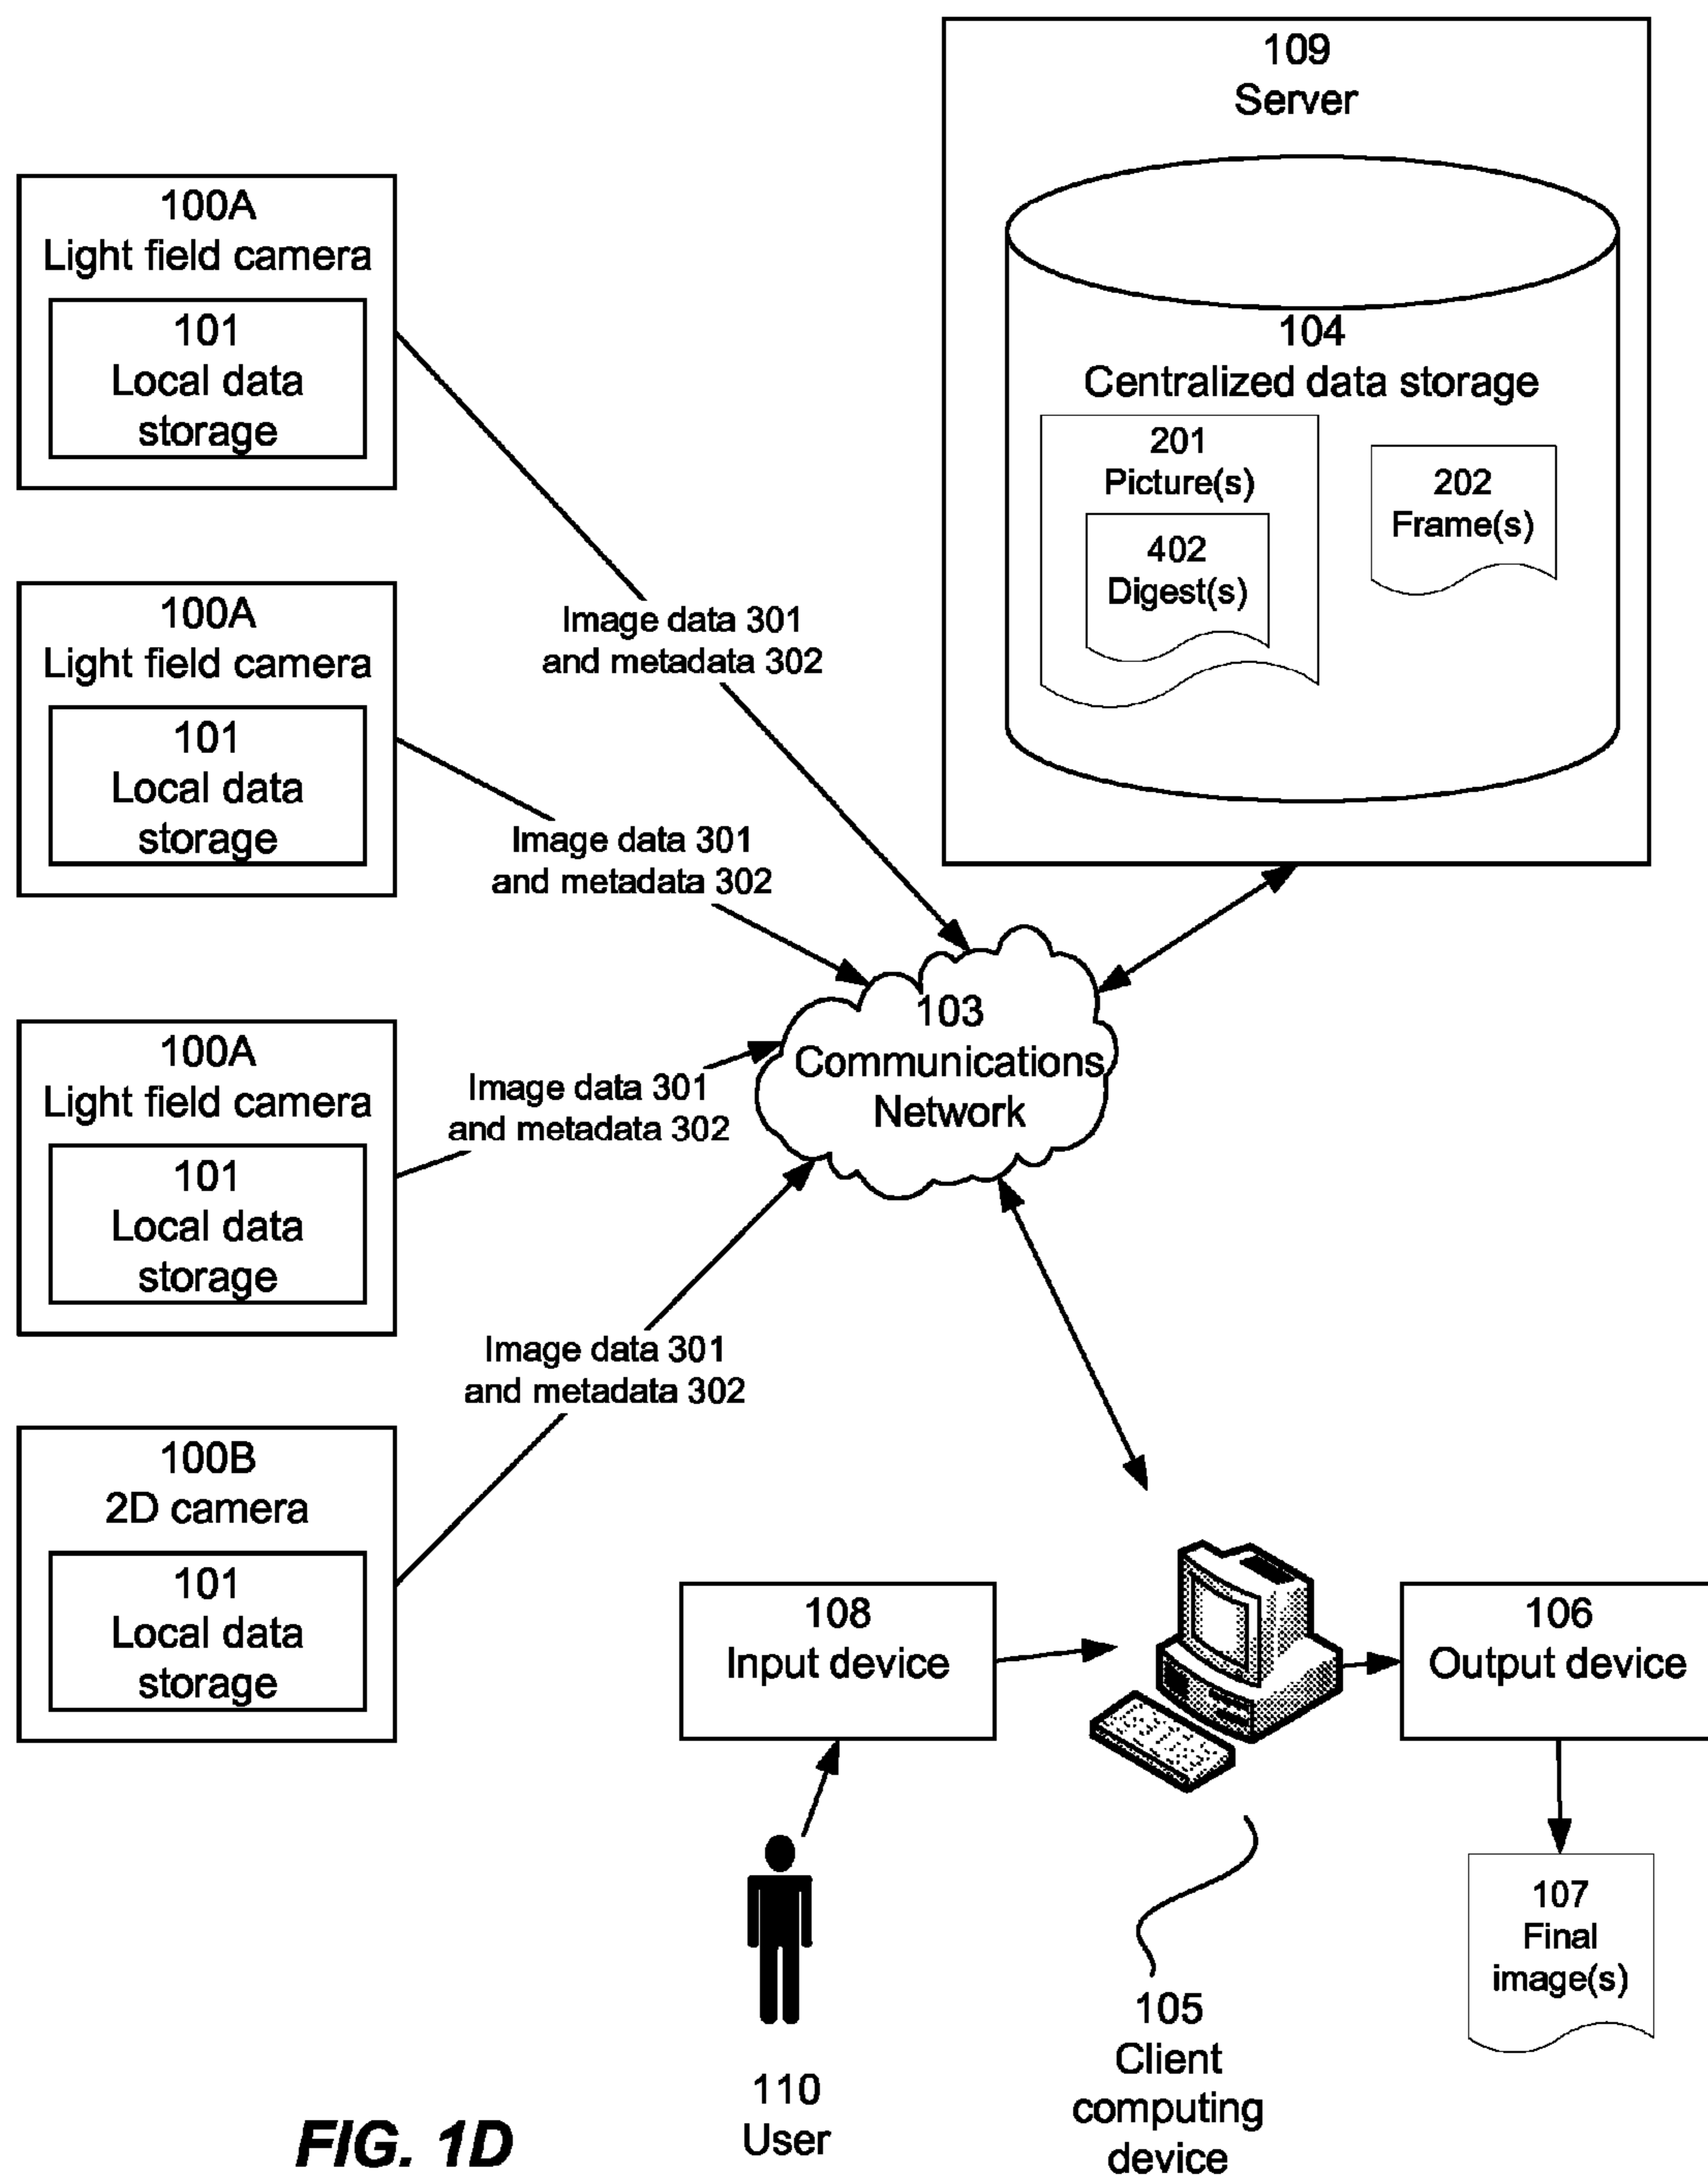 109
Server
104
Centralized data storage
201
Picture(s)
402
Digest(s)
202
Frame(s)
100A
Light field camera
101
Local data
storage
Image data 301
and metadata 302
100A
Light field camera
101
Local data
storage
Image data 301
and metadata 302
100A
Light field camera
101
Local data
storage
Image data 301
and metadata 302
103
Communications
Network
100B
2D camera
101
Local data
storage
Image data 301
and metadata 302
108
Input device
106
Output device
107
Final
image(s)
105
Client
computing
device
110
User
FIG. 1D